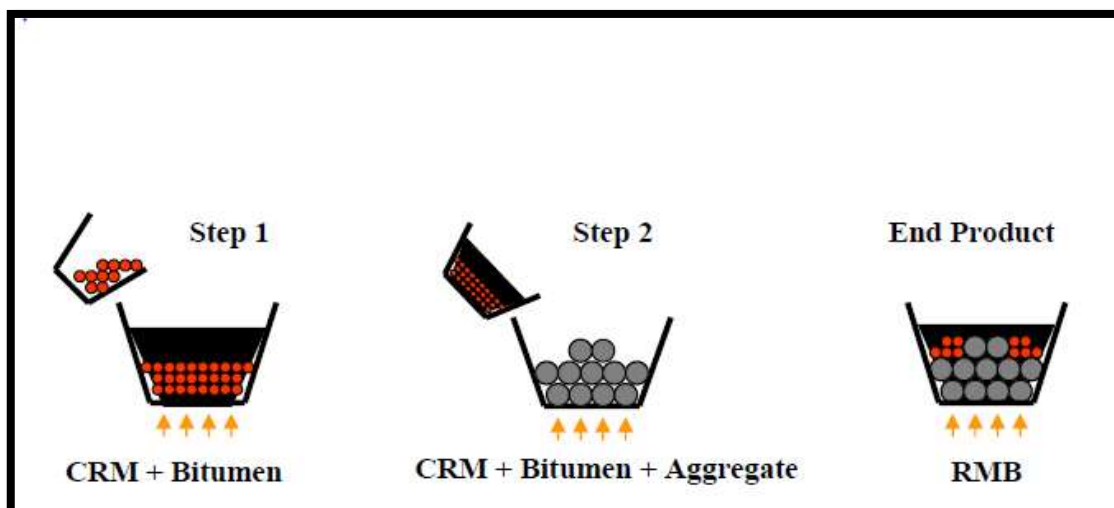 Step 1
Step 2
End Product
CRM + Bitumen
CRM + Bitumen + Aggregate
RMB